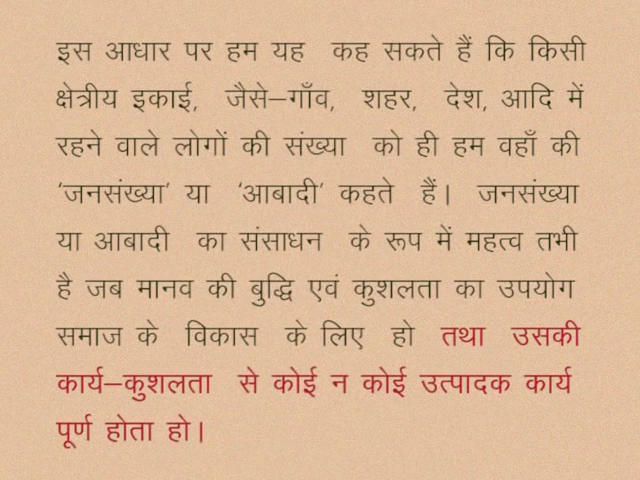 इस आधार पर हम यह कह सकते हैं कि किसी
क्षेत्रीय इकाई, जैसे–गाँव, शहर, देश, आदि में
रहने वाले लोगों की संख्या को ही हम वहाँ की
‘जनसंख्या’ या ‘आबादी’ कहते हैं। जनसंख्या
या आबादी का संसाधन के रूप में महत्व तभी
है जब मानव की बुद्धि एवं कुशलता का उपयोग
समाज के विकास के लिए हो तथा उसकी
कार्य–कुशलता से कोई न कोई उत्पादक कार्य
पूर्ण होता हो।